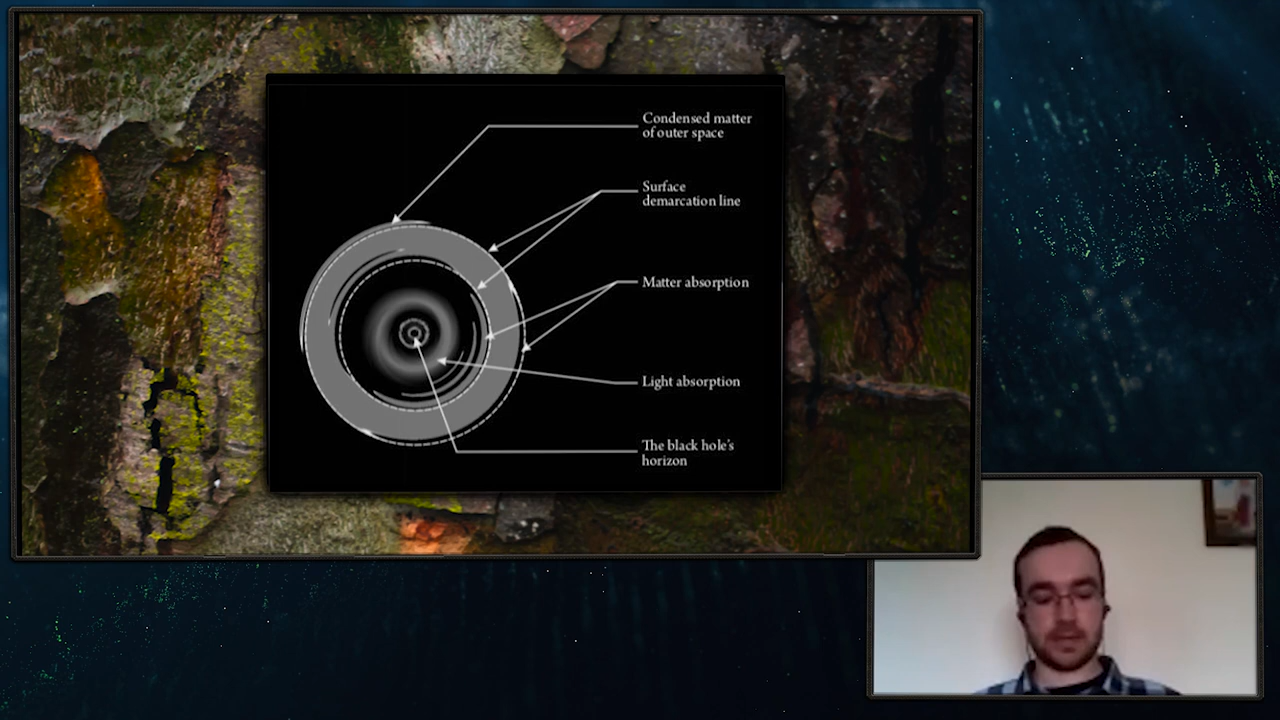 Condensed matter
of outer space
Surface
demarcation line
Matter absorption
Light absorption
The black hole's
horizon